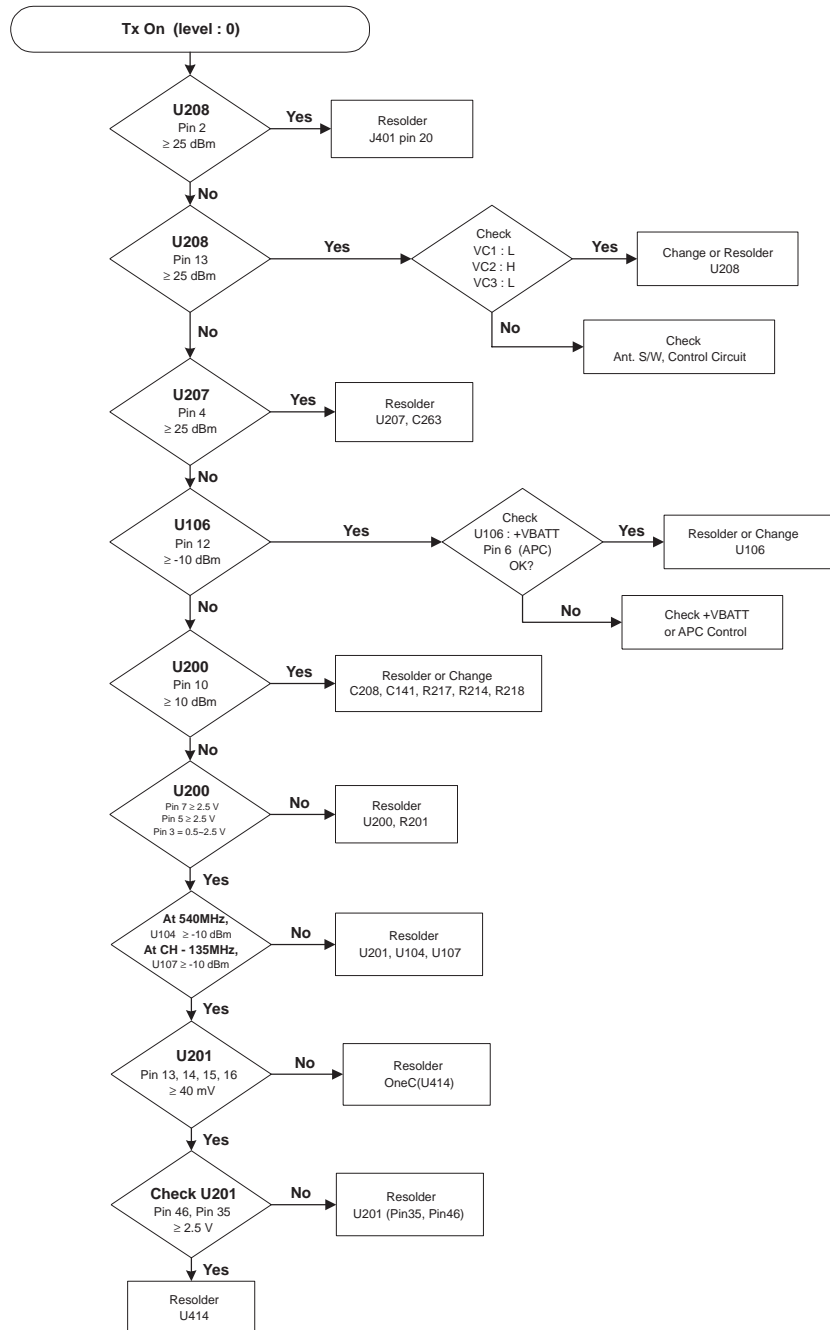 Tx On (level : 0)
U208
Pin 2
≥ 25 dBm
Yes
Resolder
J401 pin 20
No
U208
Pin 13
≥ 25 dBm
Yes
Check
VC1 : L
VC2 : H
VC3 : L
Yes
Change or Resolder
U208
No
Check
Ant. S/W, Control Circuit
No
U207
Pin 4
≥ 25 dBm
Yes
Resolder
U207, C263
No
U106
Pin 12
≥ -10 dBm
Yes
Check
U106 : +VBATT
Pin 6 (APC)
OK?
Yes
Resolder or Change
U106
No
Check +VBATT
or APC Control
No
U200
Pin 10
≥ 10 dBm
Yes
Resolder or Change
C208, C141, R217, R214, R218
No
U200
Pin 7 ≥ 2.5 V
Pin 5 ≥ 2.5 V
Pin 3 = 0.5~2.5 V
No
Resolder
U200, R201
Yes
At 540MHz,
U104 ≥ -10 dBm
At CH - 135MHz,
U107 ≥ -10 dBm
No
Resolder
U201, U104, U107
Yes
U201
Pin 13, 14, 15, 16
≥ 40 mV
No
Resolder
OneC(U414)
Yes
Check U201
Pin 46, Pin 35
≥ 2.5 V
No
Resolder
U201 (Pin35, Pin46)
Yes
Resolder
U414